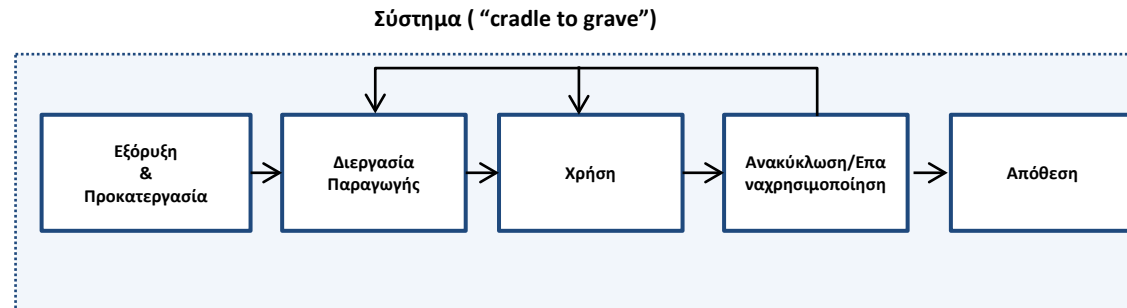 Σύστημα ( “cradle to grave”)
Εξόρυξη
&
Προκατεργασία
Διεργασία
Παραγωγής
Χρήση
Ανακύκλωση/Επα
ναχρησιμοποίηση
Απόθεση